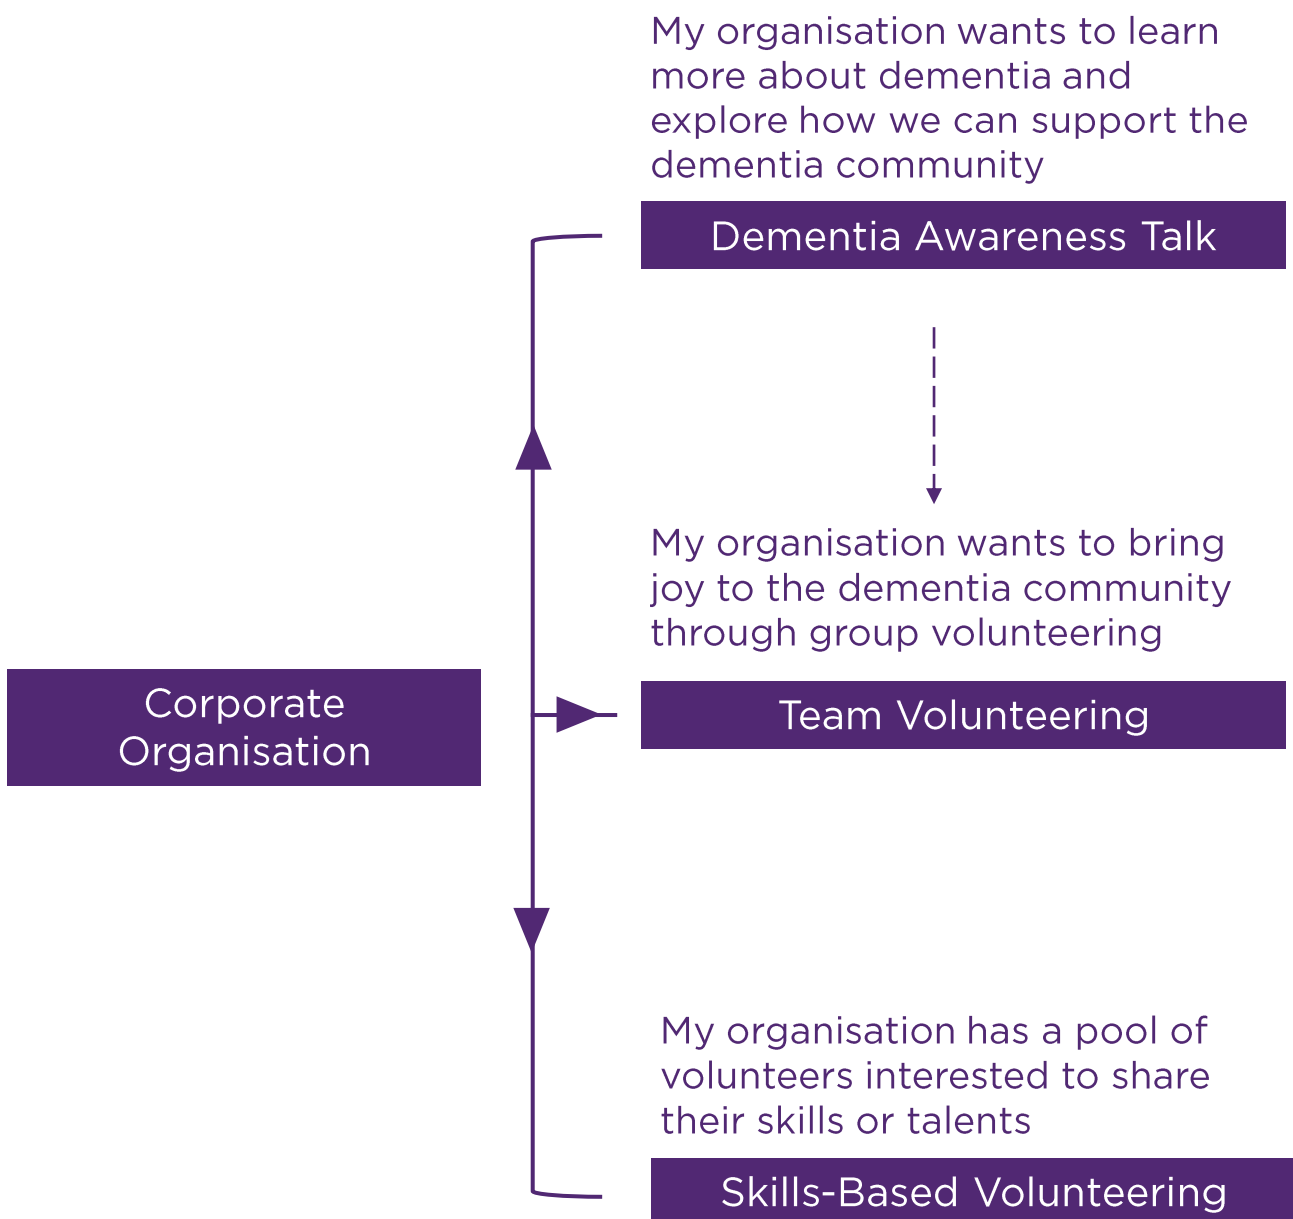 My organisation wants to learn
more about dementia and
explore how we can support the
dementia community
Dementia Awareness Talk
My organisation wants to bring
joy to the dementia community
through group volunteering
Corporate
Organisation
Team Volunteering
My organisation has a pool of
volunteers interested to share
their skills or talents
Skills-Based Volunteering